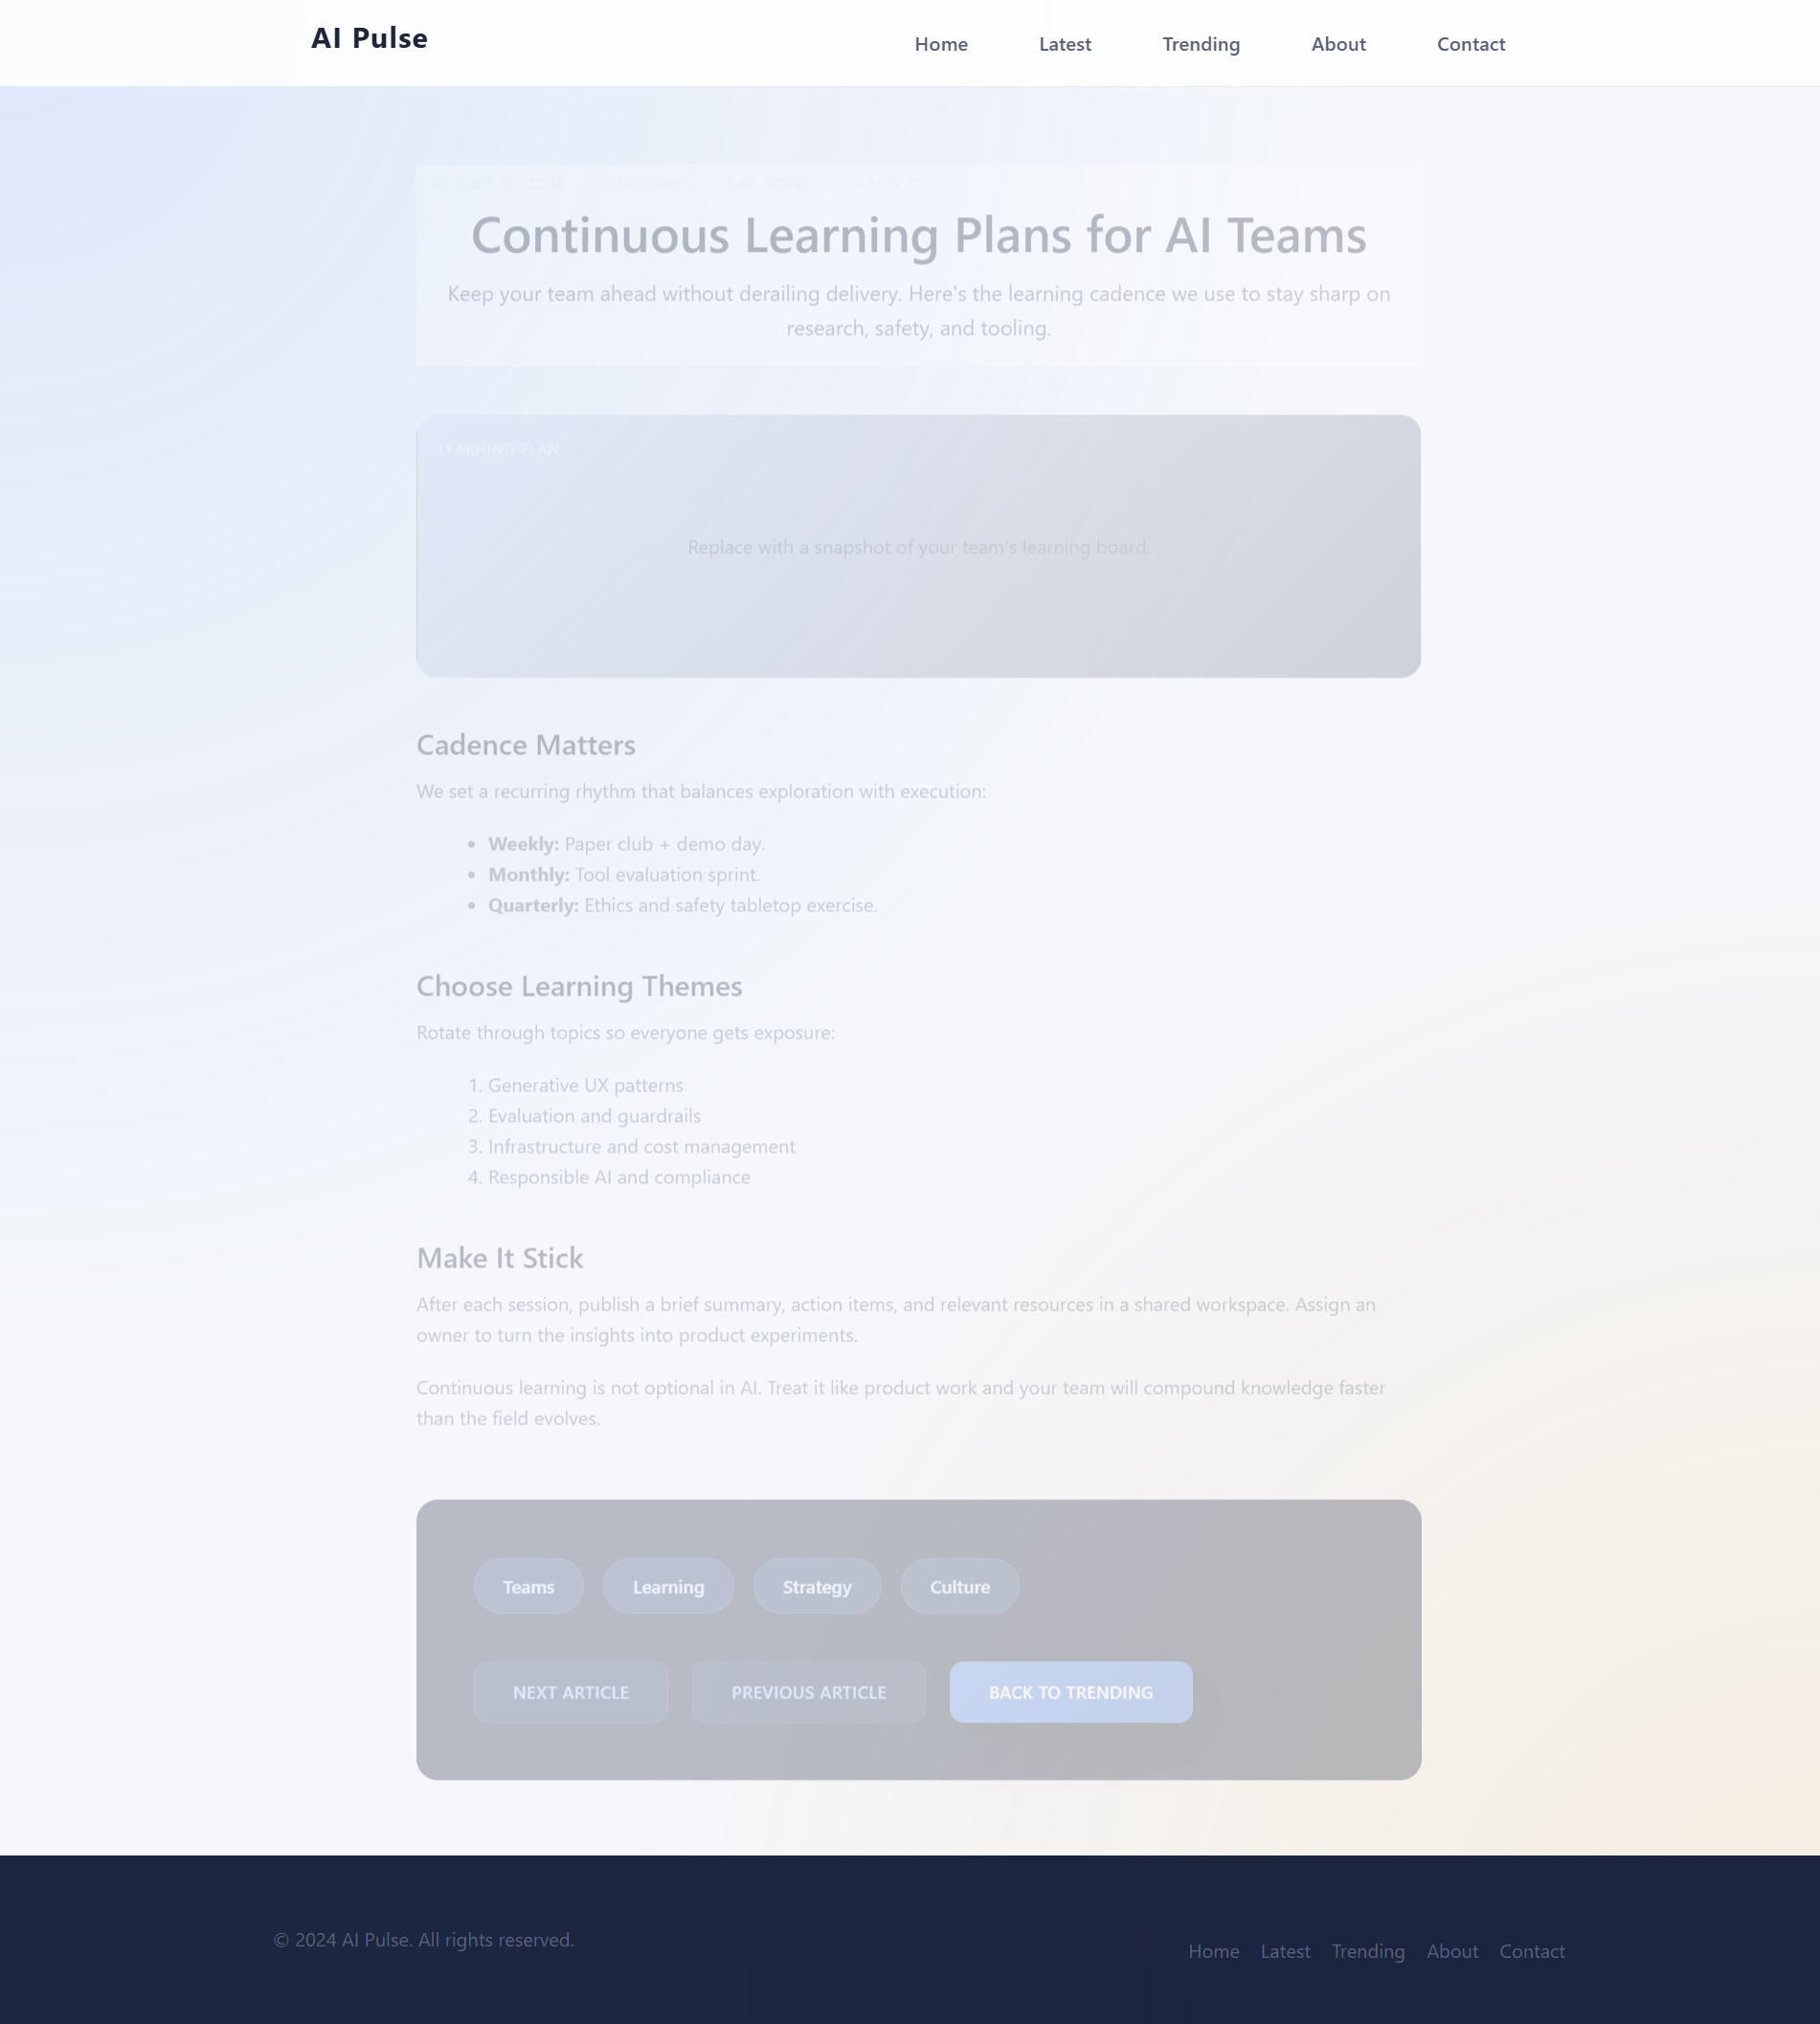 AI Pulse
Home Latest Trending About Contact
STRATEGY VIEWS 6 MIN READ
Continuous Learning Plans for AI Teams
Keep your team ahead without derailing delivery. Here's the learning cadence we use to stay sharp on
research, safety, and tooling.
LEARNING PLAN
Replace with a snapshot of your team's learning board.
Cadence Matters
We set a recurring rhythm that balances exploration with execution:
• Weekly: Paper club + demo day.
• Monthly: Tool evaluation sprint.
• Quarterly: Ethics and safety tabletop exercise.
Choose Learning Themes
Rotate through topics so everyone gets exposure:
1. Generative UX patterns
2. Evaluation and guardrails
3. Infrastructure and cost management
4. Responsible AI and compliance
Make It Stick
After each session, publish a brief summary, action items, and relevant resources in a shared workspace. Assign an
owner to turn the insights into product experiments.
Continuous learning is not optional in AI. Treat it like product work and your team will compound knowledge faster
than the field evolves.
Teams Learning Strategy Culture
NEXT ARTICLE PREVIOUS ARTICLE BACK TO TRENDING
© 2024 AI Pulse. All rights reserved.
Home Latest Trending About Contact